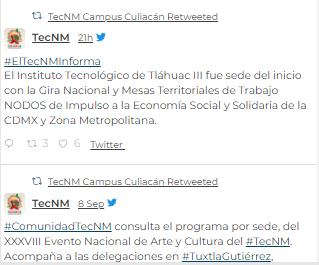 TecNM Campus Culiacán Retweeted
TecNM 21h
#ElTecNMInforma
El Instituto Tecnológico de Tláhuac III fue sede del inicio
con la Gira Nacional y Mesas Territoriales de Trabajo
NODOS de Impulso a la Economía Social y Solidaria de la
CDMX y Zona Metropolitana.
3 6 Twitter
TecNM Campus Culiacán Retweeted
TecNM 8 Sep
#ComunidadTecNM consulta el programa por sede, del
XXXVIII Evento Nacional de Arte y Cultura del #TecNM.
Acompaña a las delegaciones en #TuxtlaGutiérrez,